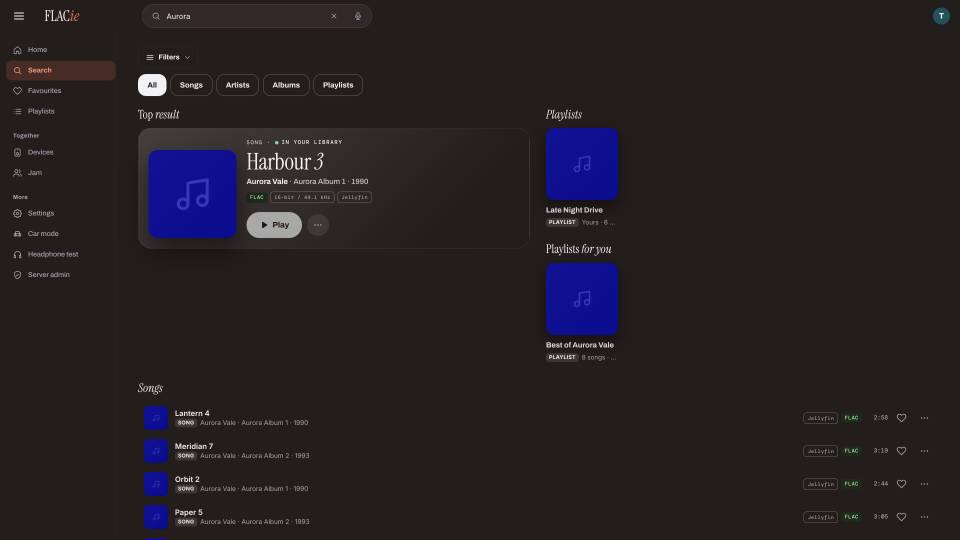 FLACie
Aurora
T
Home
Search
Favourites
Playlists
Together
Devices
Jam
More
Settings
Car mode
Headphone test
Server admin
Filters
All
Songs
Artists
Albums
Playlists
Top result
SONG · IN YOUR LIBRARY
Harbour 3
Aurora Vale · Aurora Album 1 · 1990
FLAC 16-bit / 44.1 kHz Jellyfin
Play
Playlists
Late Night Drive
PLAYLIST Yours · 6 ...
Playlists for you
Best of Aurora Vale
PLAYLIST 8 songs · ...
Songs
Lantern 4
SONG Aurora Vale · Aurora Album 1 · 1990
Jellyfin FLAC 2:58
Meridian 7
SONG Aurora Vale · Aurora Album 2 · 1993
Jellyfin FLAC 3:19
Orbit 2
SONG Aurora Vale · Aurora Album 1 · 1990
Jellyfin FLAC 2:44
Paper 5
SONG Aurora Vale · Aurora Album 2 · 1993
Jellyfin FLAC 3:05